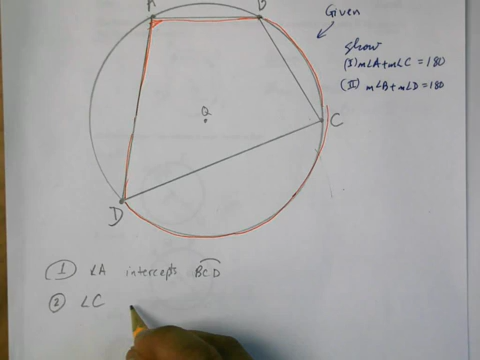 A
B
Given
show
(I) m∠A+m∠C = 180
(II) m∠B+m∠D = 180
Q
C
D
① ∠A intercepts BCD
② ∠C